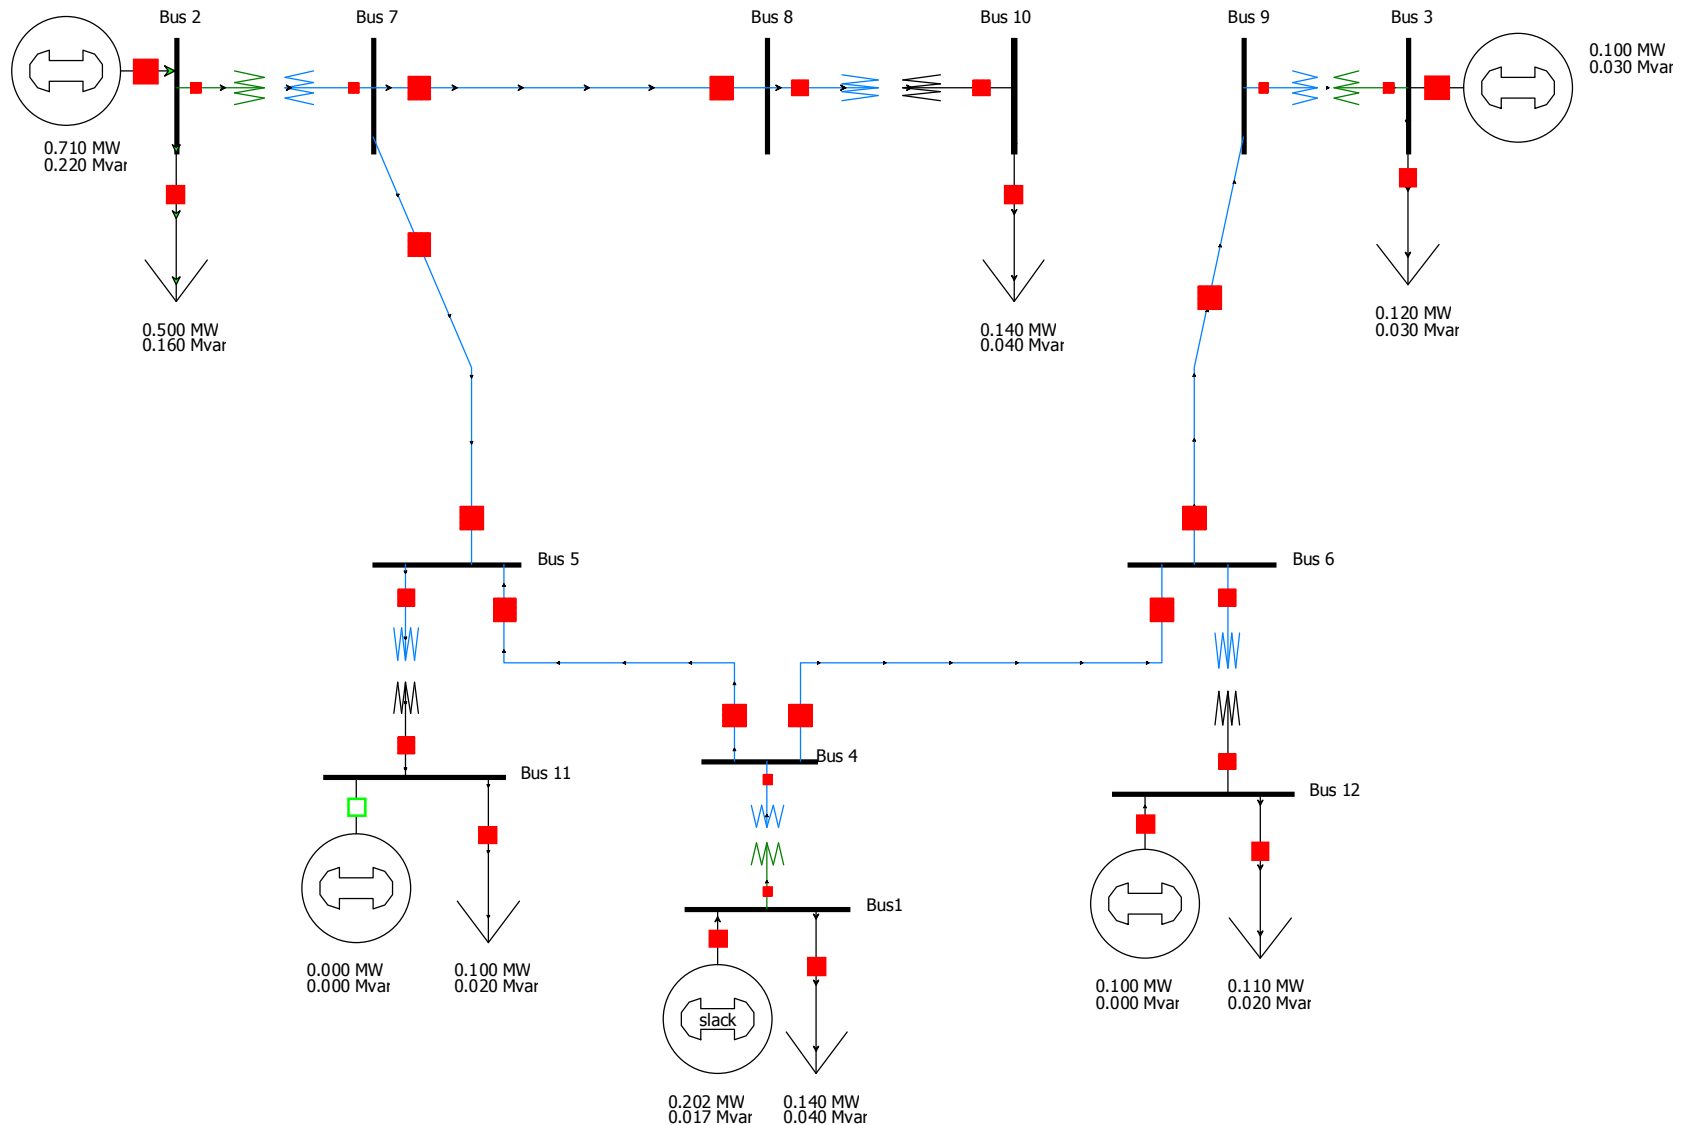 Bus 2
Bus 7
Bus 8
Bus 10
Bus 9
Bus 3
0.100 MW
0.030 Mvar
0.710 MW
0.220 Mvar
0.500 MW
0.160 Mvar
0.140 MW
0.040 Mvar
0.120 MW
0.030 Mvar
Bus 5
Bus 6
Bus 4
Bus 11
Bus 12
Bus1
0.000 MW
0.000 Mvar
0.100 MW
0.020 Mvar
slack
0.100 MW
0.000 Mvar
0.110 MW
0.020 Mvar
0.202 MW
0.017 Mvar
0.140 MW
0.040 Mvar